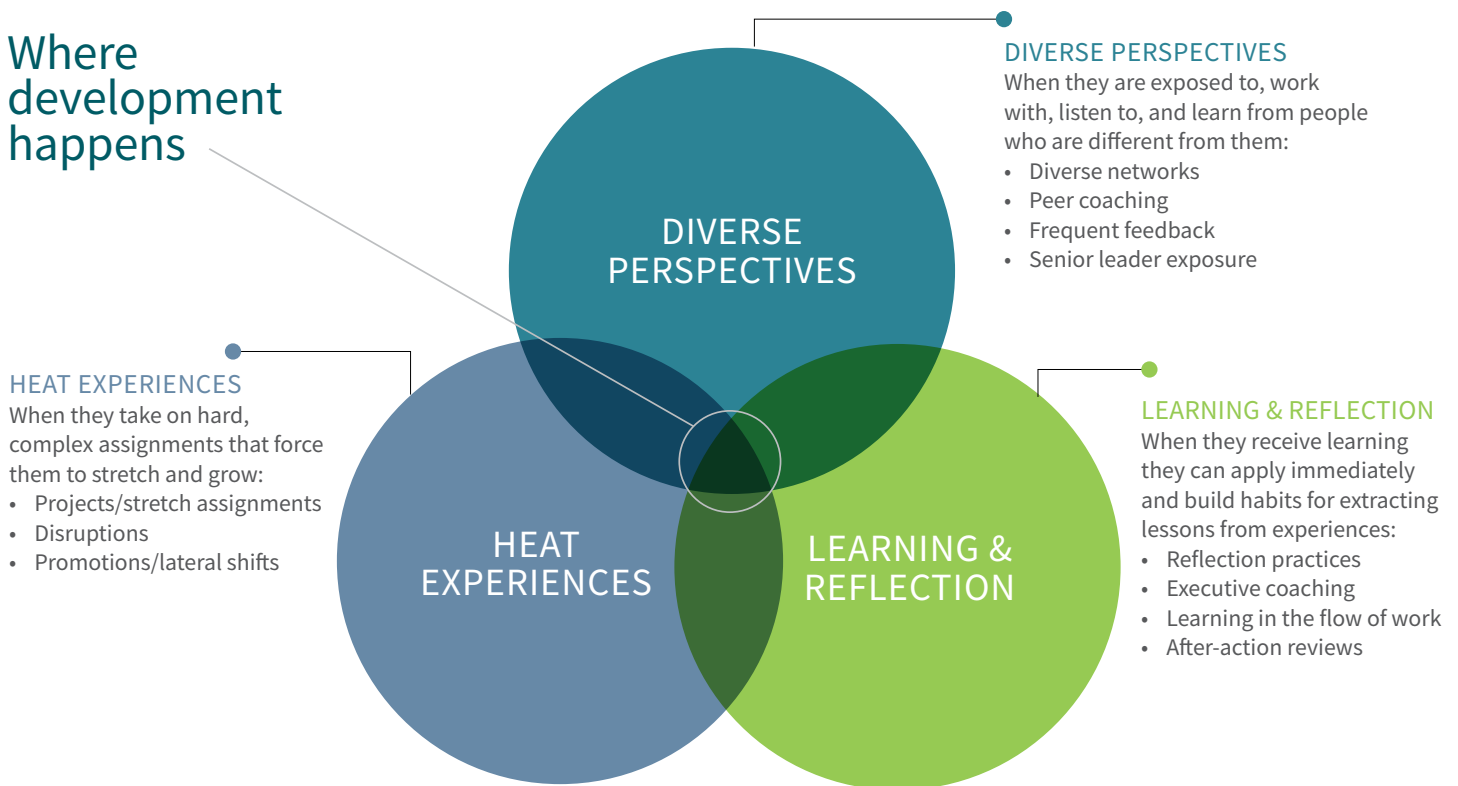 Where
development
happens
DIVERSE PERSPECTIVES
When they are exposed to, work
with, listen to, and learn from people
who are different from them:
• Diverse networks
• Peer coaching
• Frequent feedback
• Senior leader exposure
DIVERSE
PERSPECTIVES
HEAT EXPERIENCES
When they take on hard,
complex assignments that force
them to stretch and grow:
• Projects/stretch assignments
• Disruptions
• Promotions/lateral shifts
HEAT
EXPERIENCES
LEARNING &
REFLECTION
LEARNING & REFLECTION
When they receive learning
they can apply immediately
and build habits for extracting
lessons from experiences:
• Reflection practices
• Executive coaching
• Learning in the flow of work
• After-action reviews